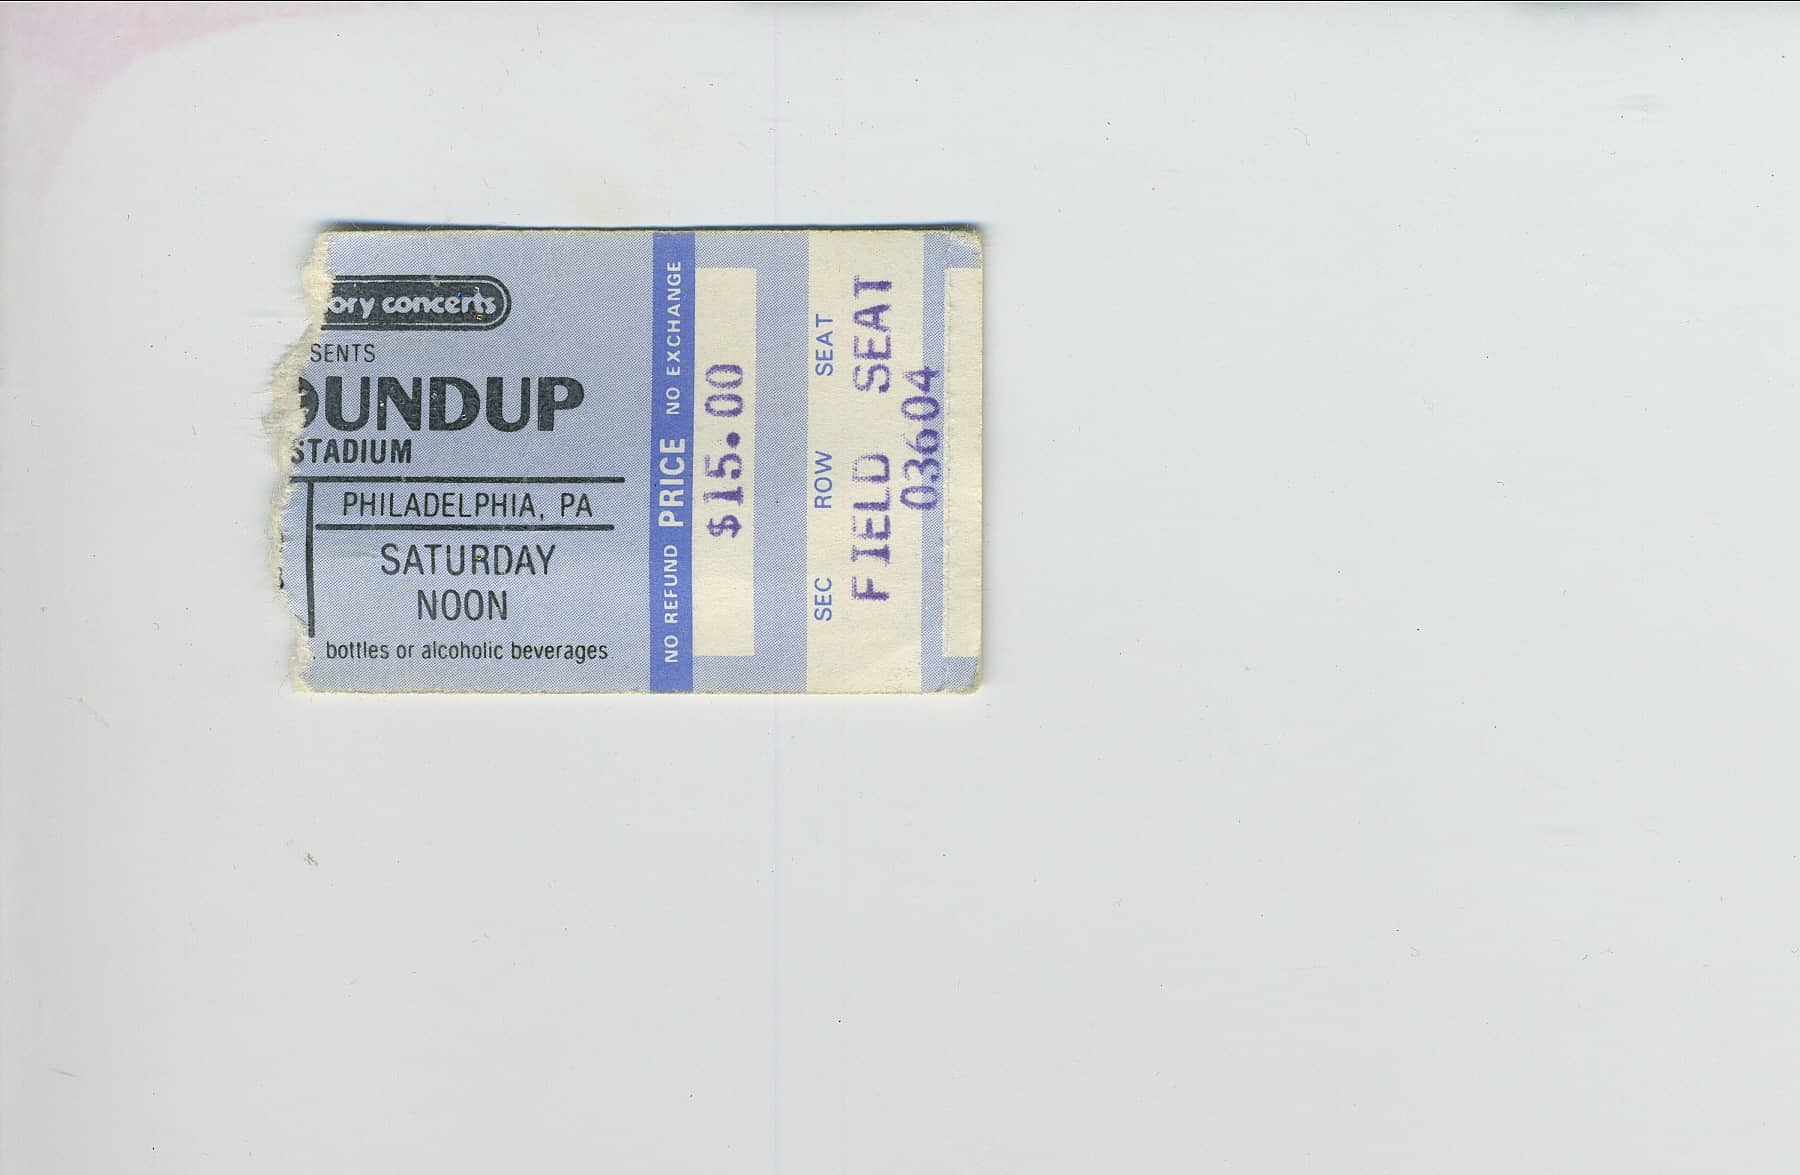 ory concerts
SENTS
OUNDUP
STADIUM
PHILADELPHIA, PA
SATURDAY
NOON
bottles or alcoholic beverages
NO REFUND PRICE NO EXCHANGE
$15.00
SEC ROW SEAT
FIELD SEAT
03604